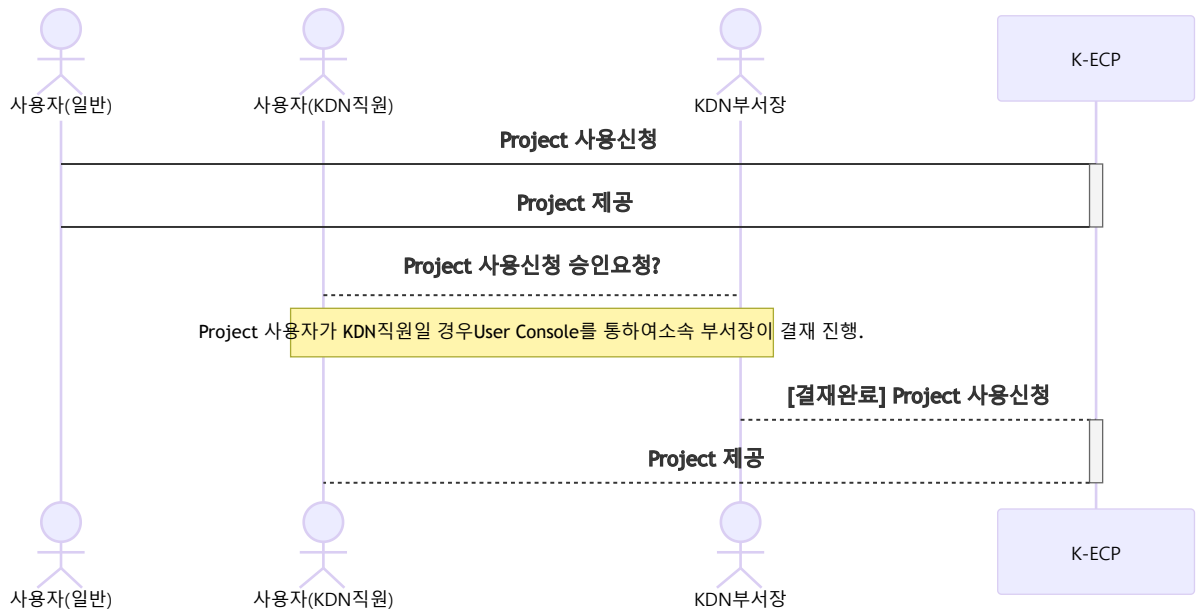 사용자(일반)
사용자(KDN직원)
KDN부서장
K-ECP
Project 사용신청
Project 제공
Project 사용신청 승인요청?
Project 사용자가 KDN직원일 경우User Console를 통하여소속 부서장이 결재 진행.
[결재완료] Project 사용신청
Project 제공
사용자(일반)
사용자(KDN직원)
KDN부서장
K-ECP